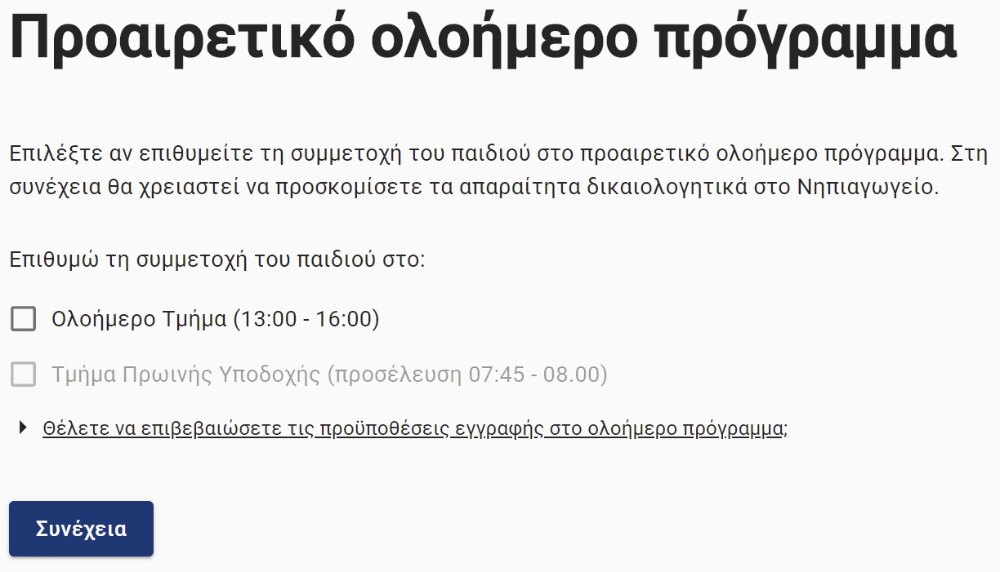 Προαιρετικό ολοήμερο πρόγραμμα
Επιλέξτε αν επιθυμείτε τη συμμετοχή του παιδιού στο προαιρετικό ολοήμερο πρόγραμμα. Στη
συνέχεια θα χρειαστεί να προσκομίσετε τα απαραίτητα δικαιολογητικά στο Νηπιαγωγείο.
Επιθυμώ τη συμμετοχή του παιδιού στο:
Ολοήμερο Τμήμα (13:00 - 16:00)
Τμήμα Πρωινής Υποδοχής (προσέλευση 07:45 - 08.00)
Θέλετε να επιβεβαιώσετε τις προϋποθέσεις εγγραφής στο ολοήμερο πρόγραμμα;
Συνέχεια